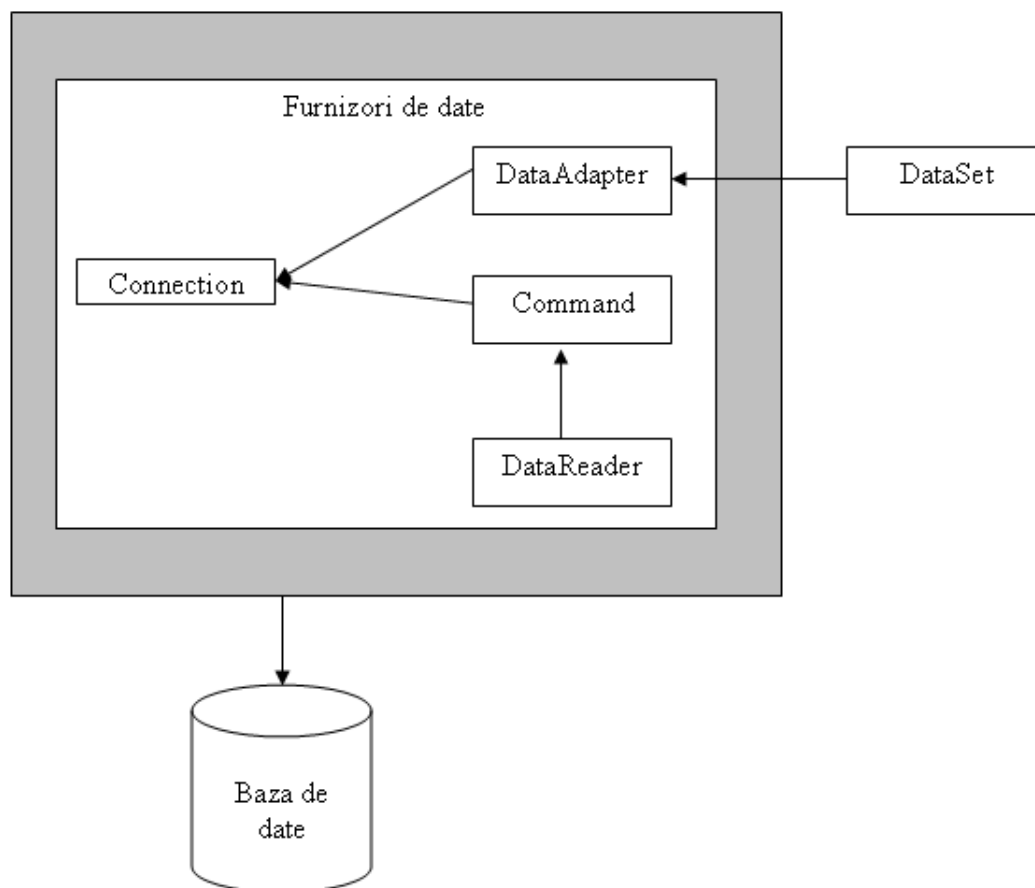 Furnizori de date
DataAdapter
DataSet
Connection
Command
DataReader
Baza de
date